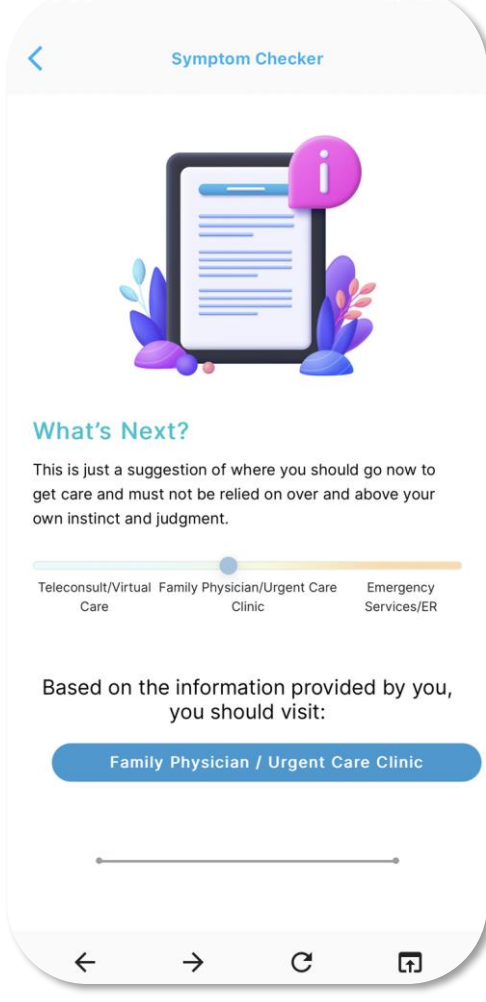 Symptom Checker
i
What's Next?
This is just a suggestion of where you should go now to
get care and must not be relied on over and above your
own instinct and judgment.
Teleconsult/Virtual
Care
Family Physician/Urgent Care
Clinic
Emergency
Services/ER
Based on the information provided by you,
you should visit:
Family Physician / Urgent Care Clinic